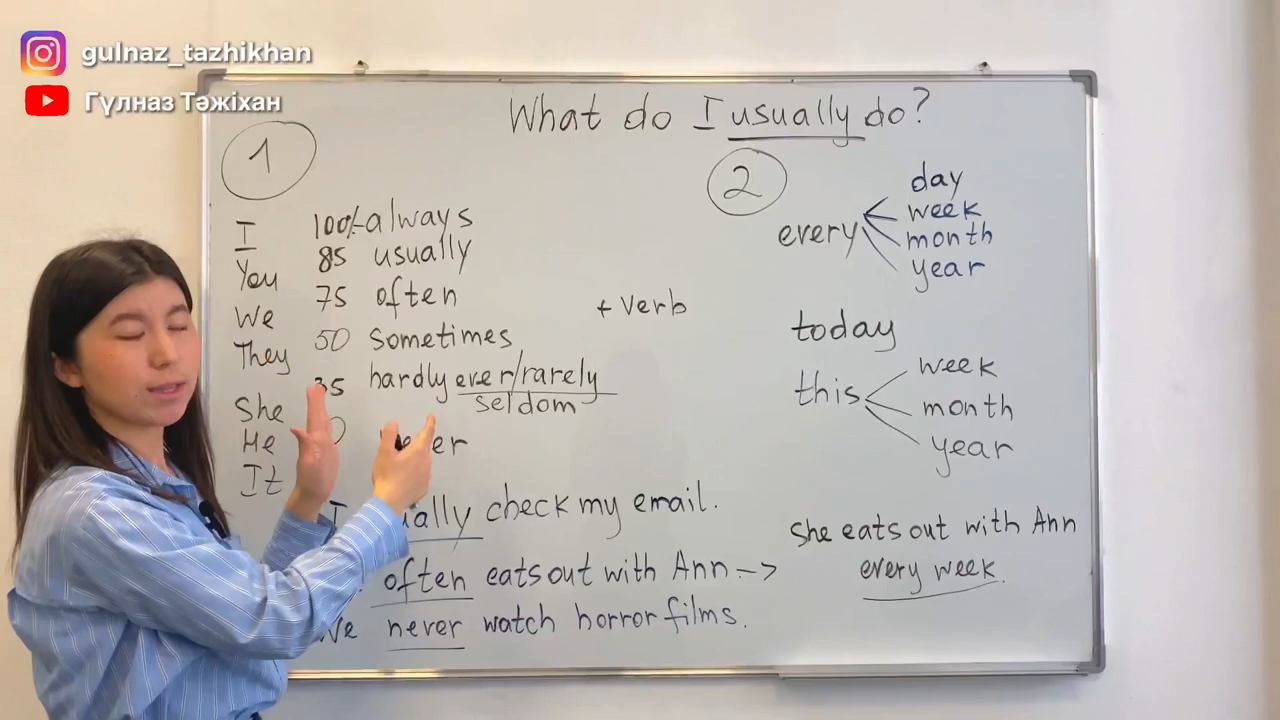 gulnaz_tazhikhan
Гүлназ Тәжіхан
What do I usually do?
1
I
You
We
They
She
He
It
100% always
85 usually
75 often
50 sometimes
hardly ever/rarely
seldom
+ verb
I check my email.
often eats out with Ann -->
We never watch horror films.
2
every
day
week
month
year
today
this
week
month
year
She eats out with Ann
every week.